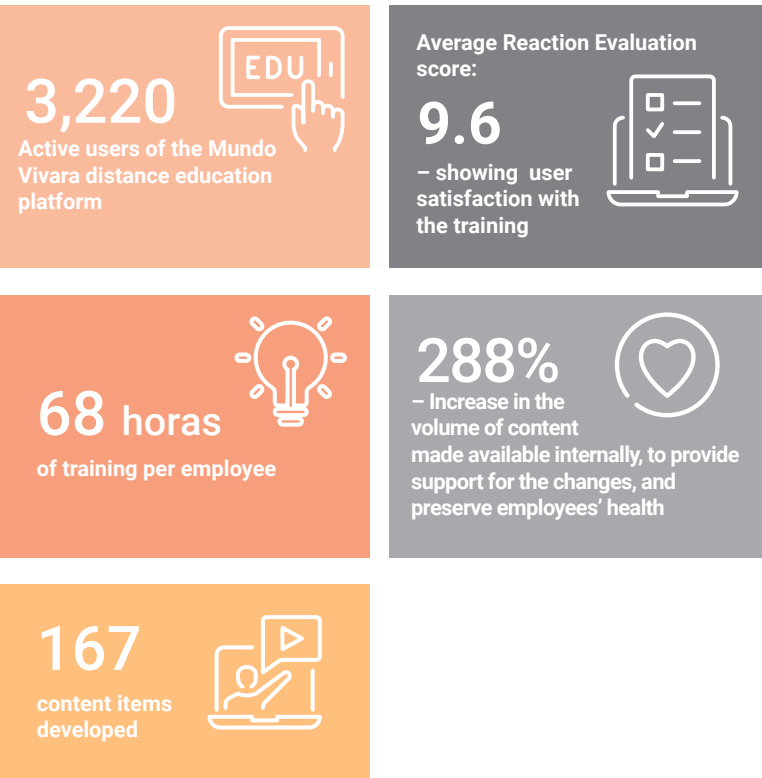 EDU
3,220
Active users of the Mundo
Vivara distance education
platform
Average Reaction Evaluation
score:
9.6
– showing user
satisfaction with
the training
68 horas
of training per employee
288%
– Increase in the
volume of content
made available internally, to provide
support for the changes, and
preserve employees’ health
167
content items
developed